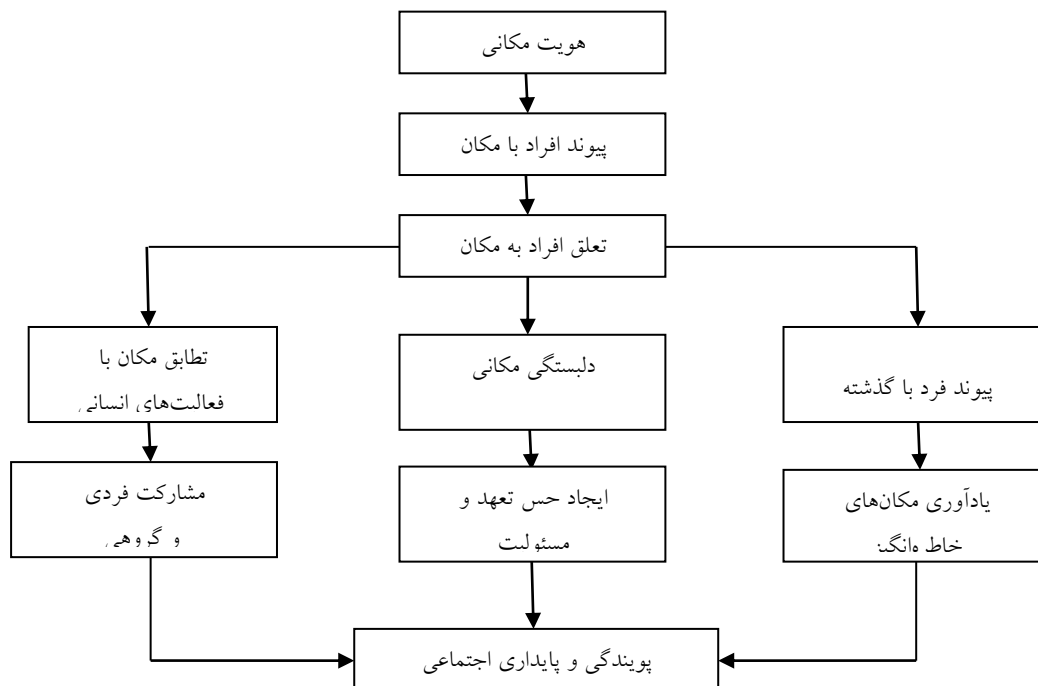 هویت مکانی
پیوند افراد با مکان
تعلق افراد به مکان
پیوند فرد با گذشته
دلبستگی مکانی
تطابق مکان با
فعالیت‌های انسانی
یادآوری مکان‌های
خاطره‌انگیز
ایجاد حس تعهد و
مسئولیت
مشارکت فردی
و گروهی
پویندگی و پایداری اجتماعی